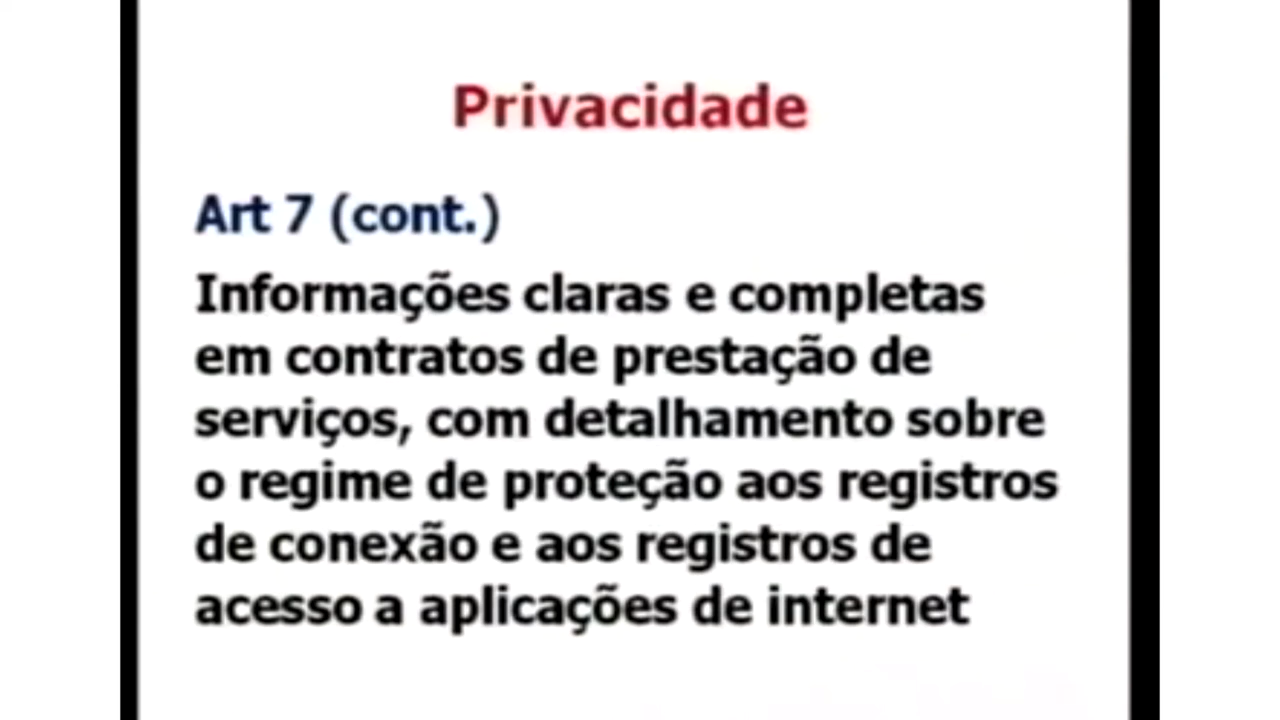 Privacidade
Art 7 (cont.)
Informações claras e completas
em contratos de prestação de
serviços, com detalhamento sobre
o regime de proteção aos registros
de conexão e aos registros de
acesso a aplicações de internet